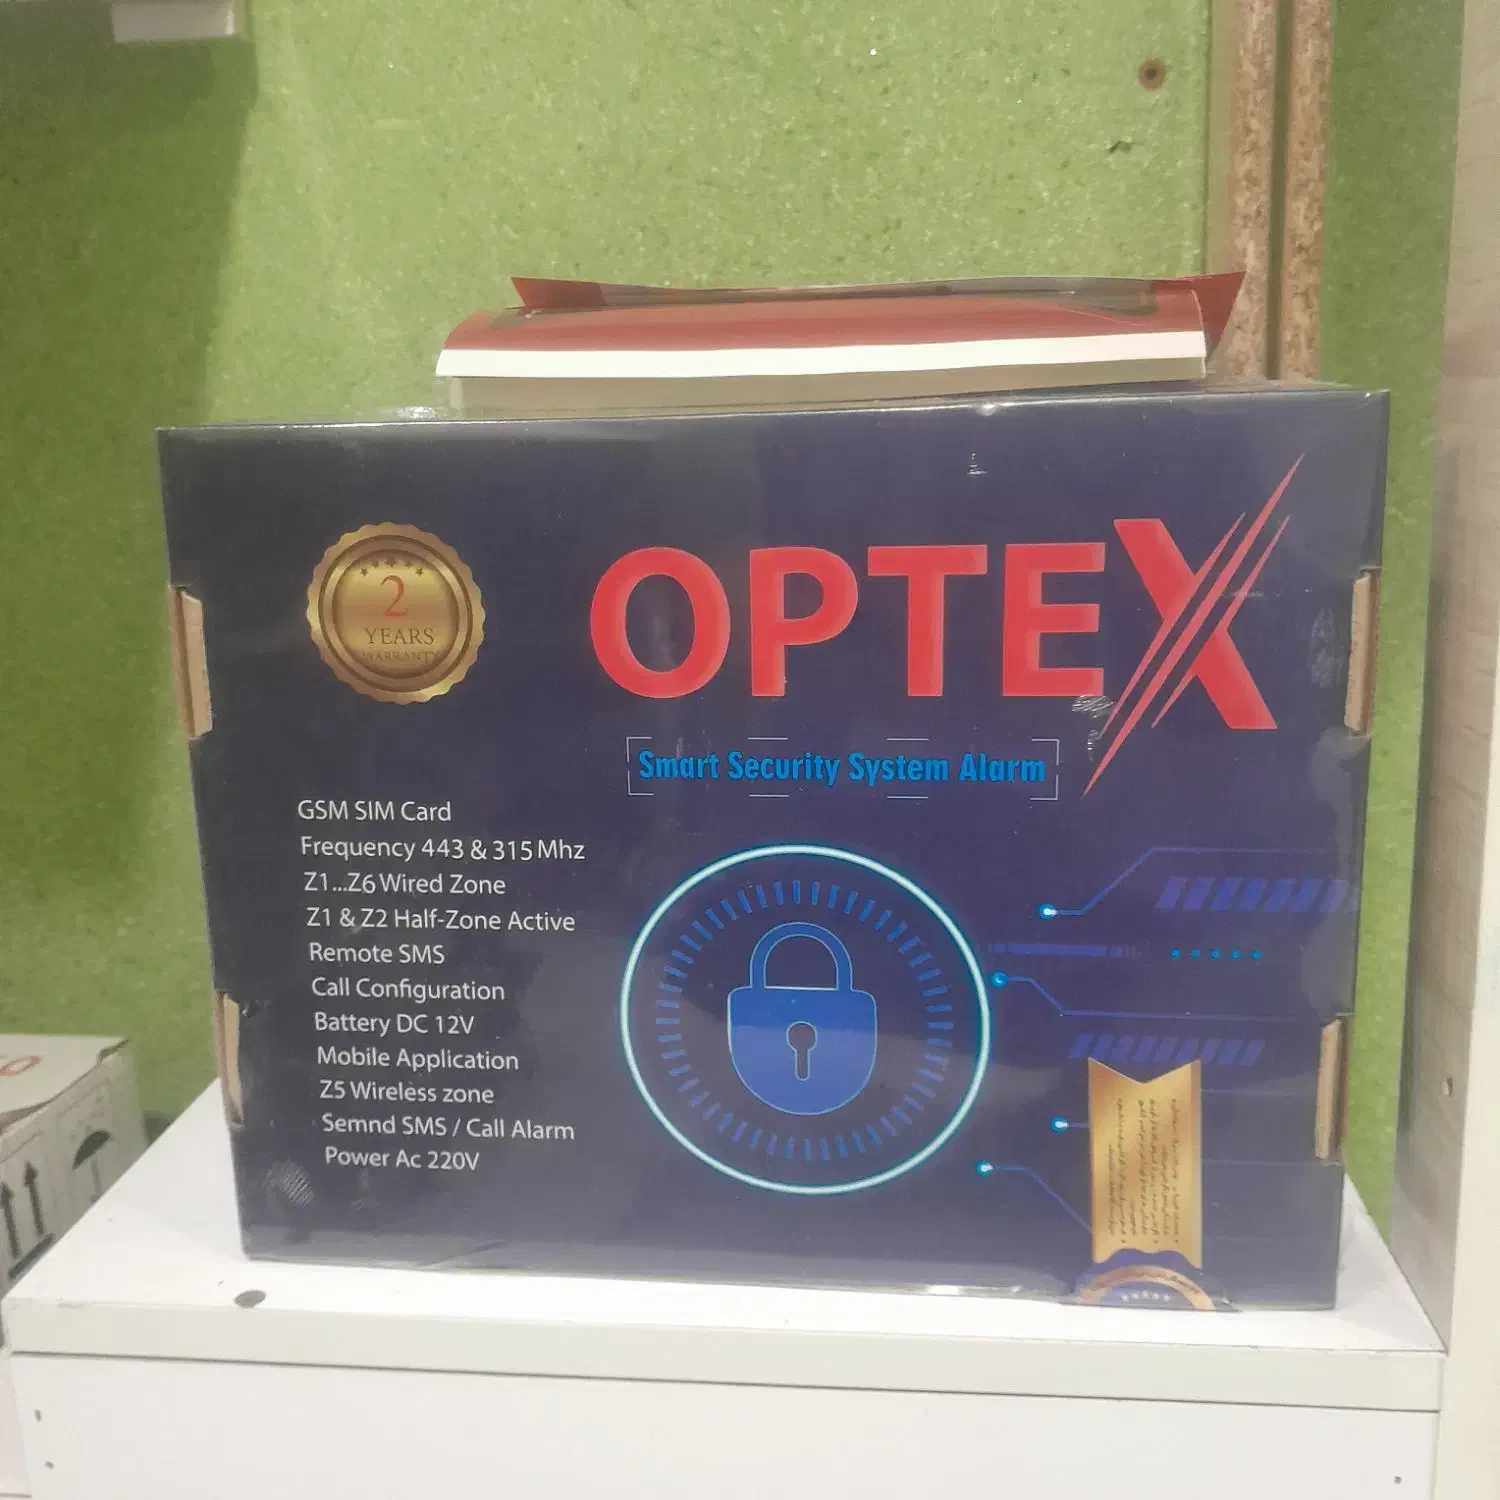 OPTEX
2
YEARS
WARRANTY
Smart Security System Alarm
GSM SIM Card
Frequency 443 & 315 Mhz
Z1...Z6 Wired Zone
Z1 & Z2 Half-Zone Active
Remote SMS
Call Configuration
Battery DC 12V
Mobile Application
Z5 Wireless zone
Semnd SMS / Call Alarm
Power Ac 220V